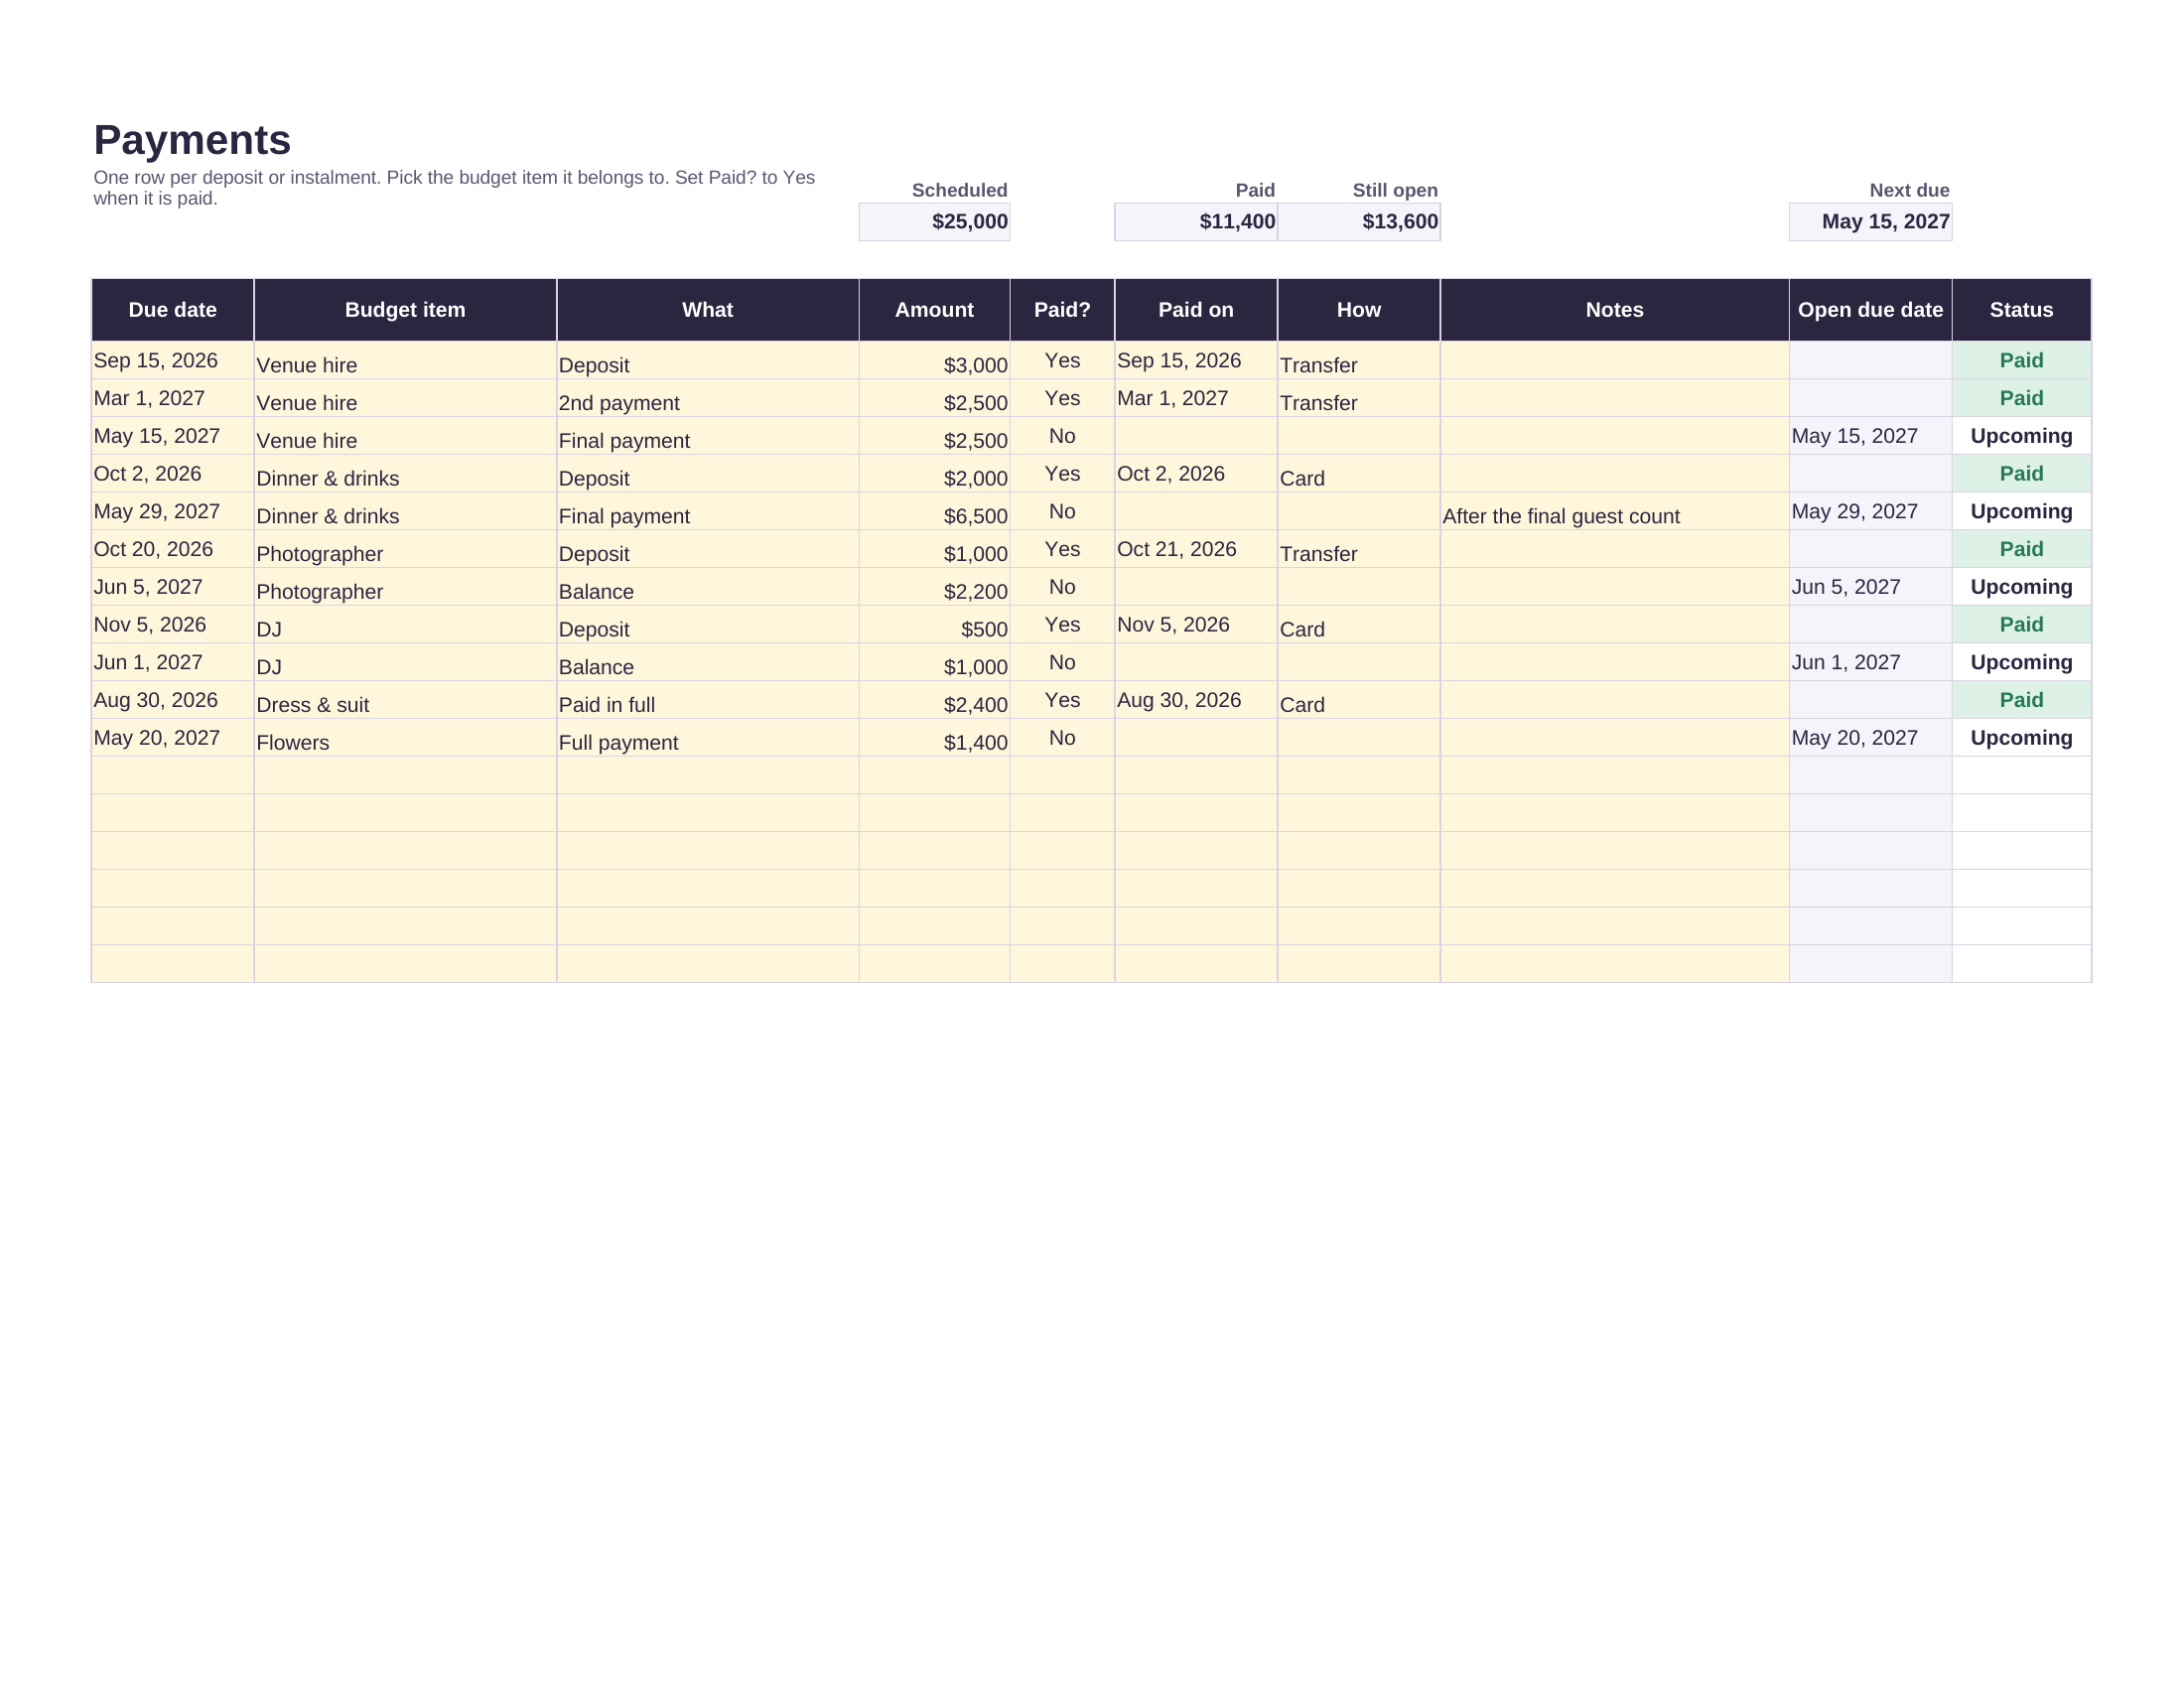 Payments
One row per deposit or instalment. Pick the budget item it belongs to. Set Paid? to Yes
when it is paid.
Scheduled Paid Still open Next due
$25,000 $11,400 $13,600 May 15, 2027
Due date Budget item What Amount Paid? Paid on How Notes Open due date Status
Sep 15, 2026 Venue hire Deposit $3,000 Yes Sep 15, 2026 Transfer Paid
Mar 1, 2027 Venue hire 2nd payment $2,500 Yes Mar 1, 2027 Transfer Paid
May 15, 2027 Venue hire Final payment $2,500 No May 15, 2027 Upcoming
Oct 2, 2026 Dinner & drinks Deposit $2,000 Yes Oct 2, 2026 Card Paid
May 29, 2027 Dinner & drinks Final payment $6,500 No After the final guest count May 29, 2027 Upcoming
Oct 20, 2026 Photographer Deposit $1,000 Yes Oct 21, 2026 Transfer Paid
Jun 5, 2027 Photographer Balance $2,200 No Jun 5, 2027 Upcoming
Nov 5, 2026 DJ Deposit $500 Yes Nov 5, 2026 Card Paid
Jun 1, 2027 DJ Balance $1,000 No Jun 1, 2027 Upcoming
Aug 30, 2026 Dress & suit Paid in full $2,400 Yes Aug 30, 2026 Card Paid
May 20, 2027 Flowers Full payment $1,400 No May 20, 2027 Upcoming